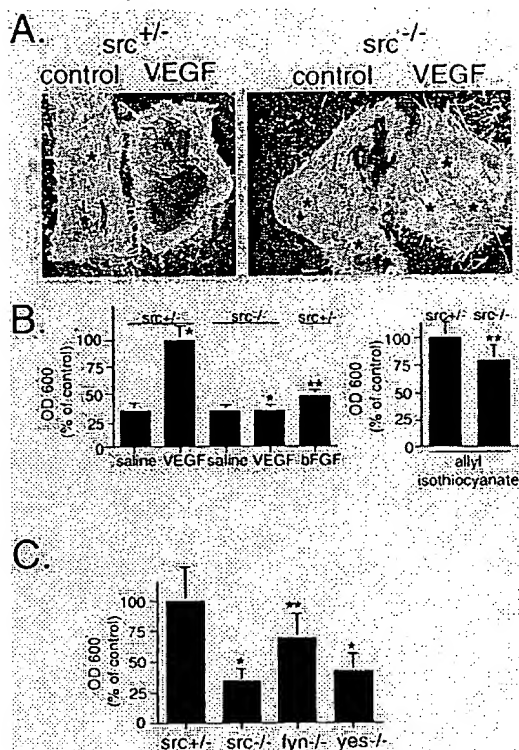 A.
src+/-
src-/-
control VEGF
control VEGF
B.
OD 600
(% of control)
100
75
50
25
src+/-
src-/-
src+/-
*
*
**
saline VEGF saline VEGF bFGF
OD 600
(% of control)
100
75
50
25
src+/- src-/-
**
allyl
isothiocyanate
C.
OD 600
(% of control)
100
75
50
25
0
*
**
*
src+/- src-/- fyn-/- yes-/-